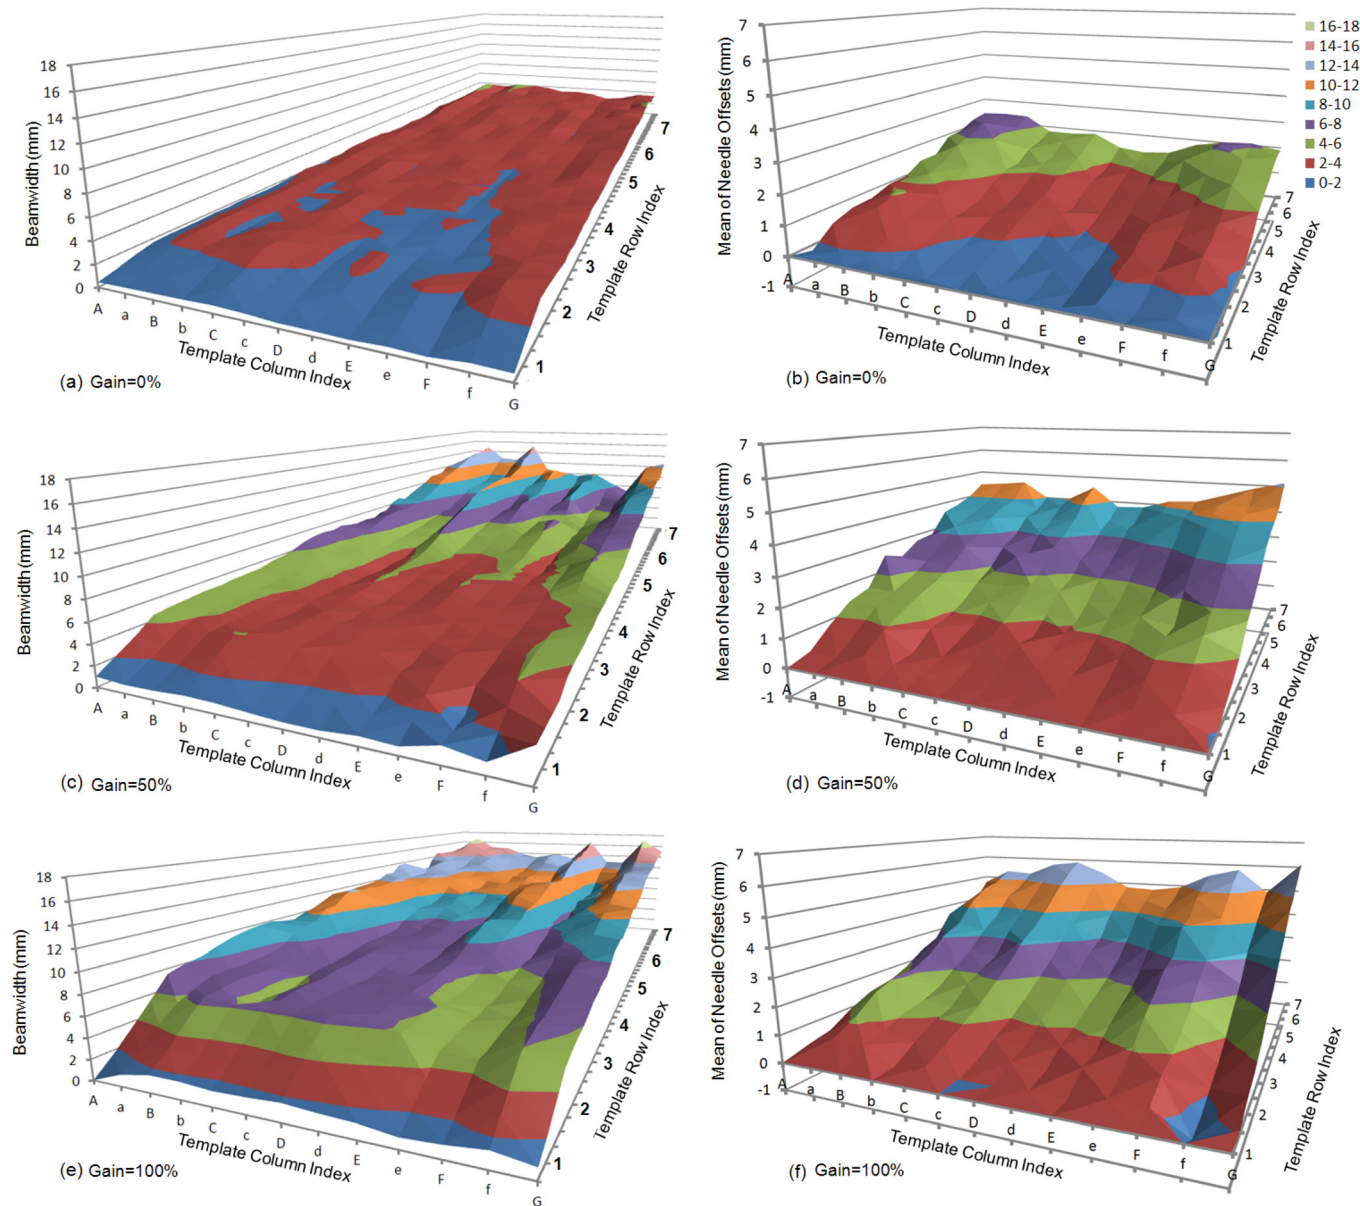 18
16
14
12
10
8
6
4
2
0
Beamwidth (mm)
A a B b C c D d E e F f G
Template Column Index
1 2 3 4 5 6 7
Template Row Index
(a) Gain=0%
7
6
5
4
3
2
1
0
-1
Mean of Needle Offsets (mm)
A a B b C c D d E e F f G
Template Column Index
1 2 3 4 5 6 7
Template Row Index
(b) Gain=0%
16-18
14-16
12-14
10-12
8-10
6-8
4-6
2-4
0-2
18
16
14
12
10
8
6
4
2
0
Beamwidth (mm)
A a B b C c D d E e F f G
Template Column Index
1 2 3 4 5 6 7
Template Row Index
(c) Gain=50%
7
6
5
4
3
2
1
0
-1
Mean of Needle Offsets (mm)
A a B b C c D d E e F f G
Template Column Index
1 2 3 4 5 6 7
Template Row Index
(d) Gain=50%
18
16
14
12
10
8
6
4
2
0
Beamwidth (mm)
A a B b C c D d E e F f G
Template Column Index
1 2 3 4 5 6 7
Template Row Index
(e) Gain=100%
7
6
5
4
3
2
1
0
-1
Mean of Needle Offsets (mm)
A a B b C c D d E e F f G
Template Column Index
1 2 3 4 5 6 7
Template Row Index
(f) Gain=100%